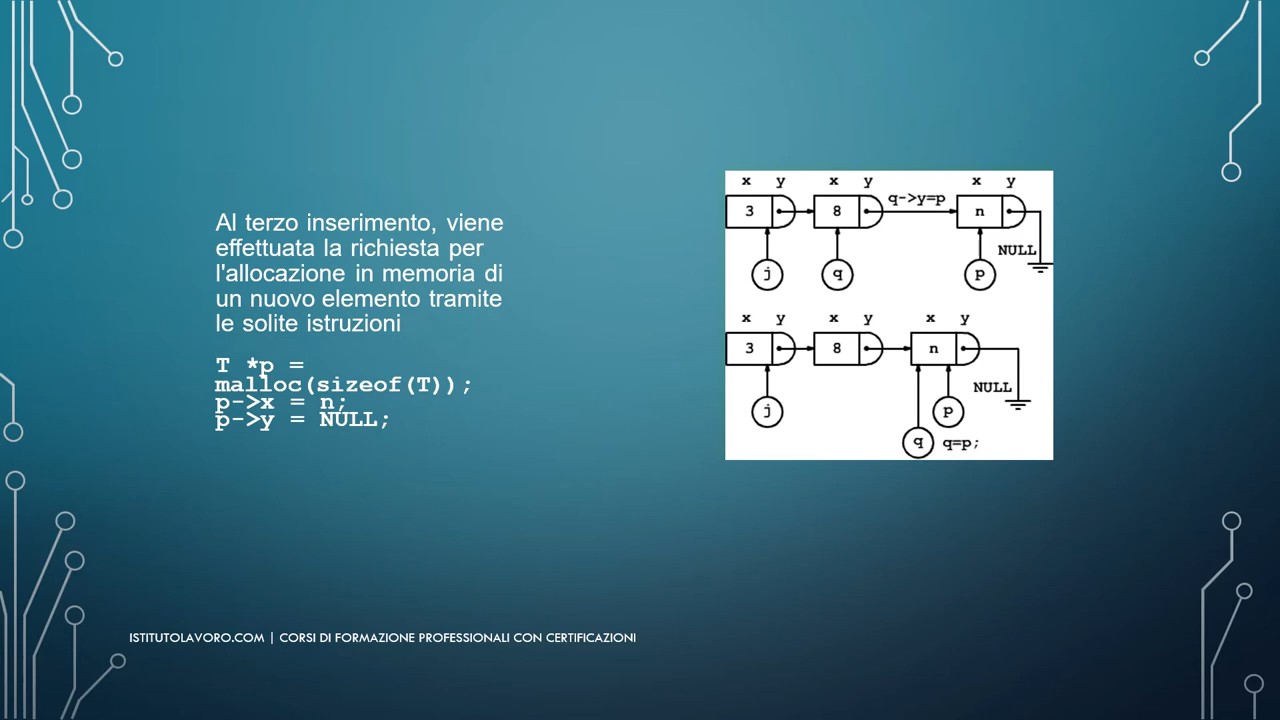 Al terzo inserimento, viene
effettuata la richiesta per
l'allocazione in memoria di
un nuovo elemento tramite
le solite istruzioni
T *p =
malloc(sizeof(T));
p->x = n;
p->y = NULL;
x y x y x y
q->y=p
3 8 n
NULL
j q p
x y x y x y
3 8 n
NULL
j p
q q=p;
ISTITUTOLAVORO.COM | CORSI DI FORMAZIONE PROFESSIONALI CON CERTIFICAZIONI